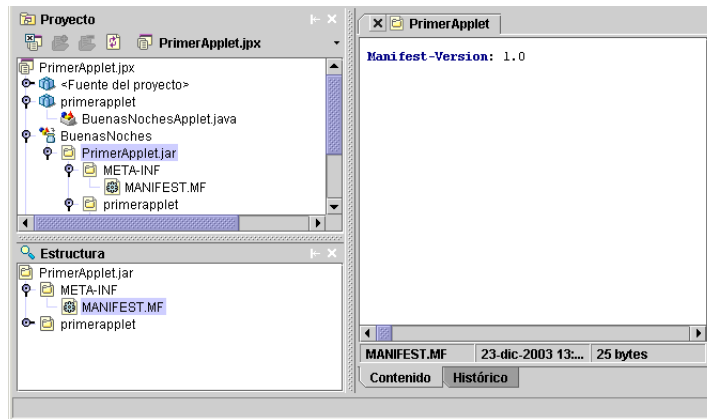 Proyecto
PrimerApplet.jpx
PrimerApplet.jpx
<Fuente del proyecto>
primerapplet
BuenasNochesApplet.java
BuenasNoches
PrimerApplet.jar
META-INF
MANIFEST.MF
primerapplet
Estructura
PrimerApplet.jar
META-INF
MANIFEST.MF
primerapplet
PrimerApplet
Manifest-Version: 1.0
MANIFEST.MF 23-dic-2003 13:... 25 bytes
Contenido Histórico